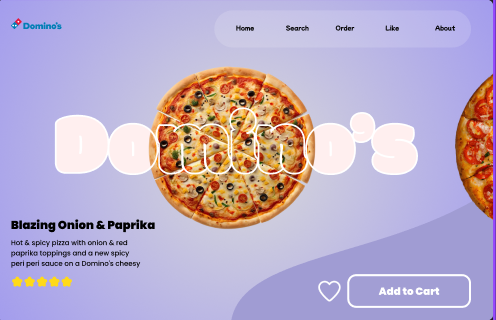 Domino's
Home Search Order Like About
Domino's
Blazing Onion & Paprika
Hot & spicy pizza with onion & red
paprika toppings and a new spicy
peri peri sauce on a Domino's cheesy
Add to Cart